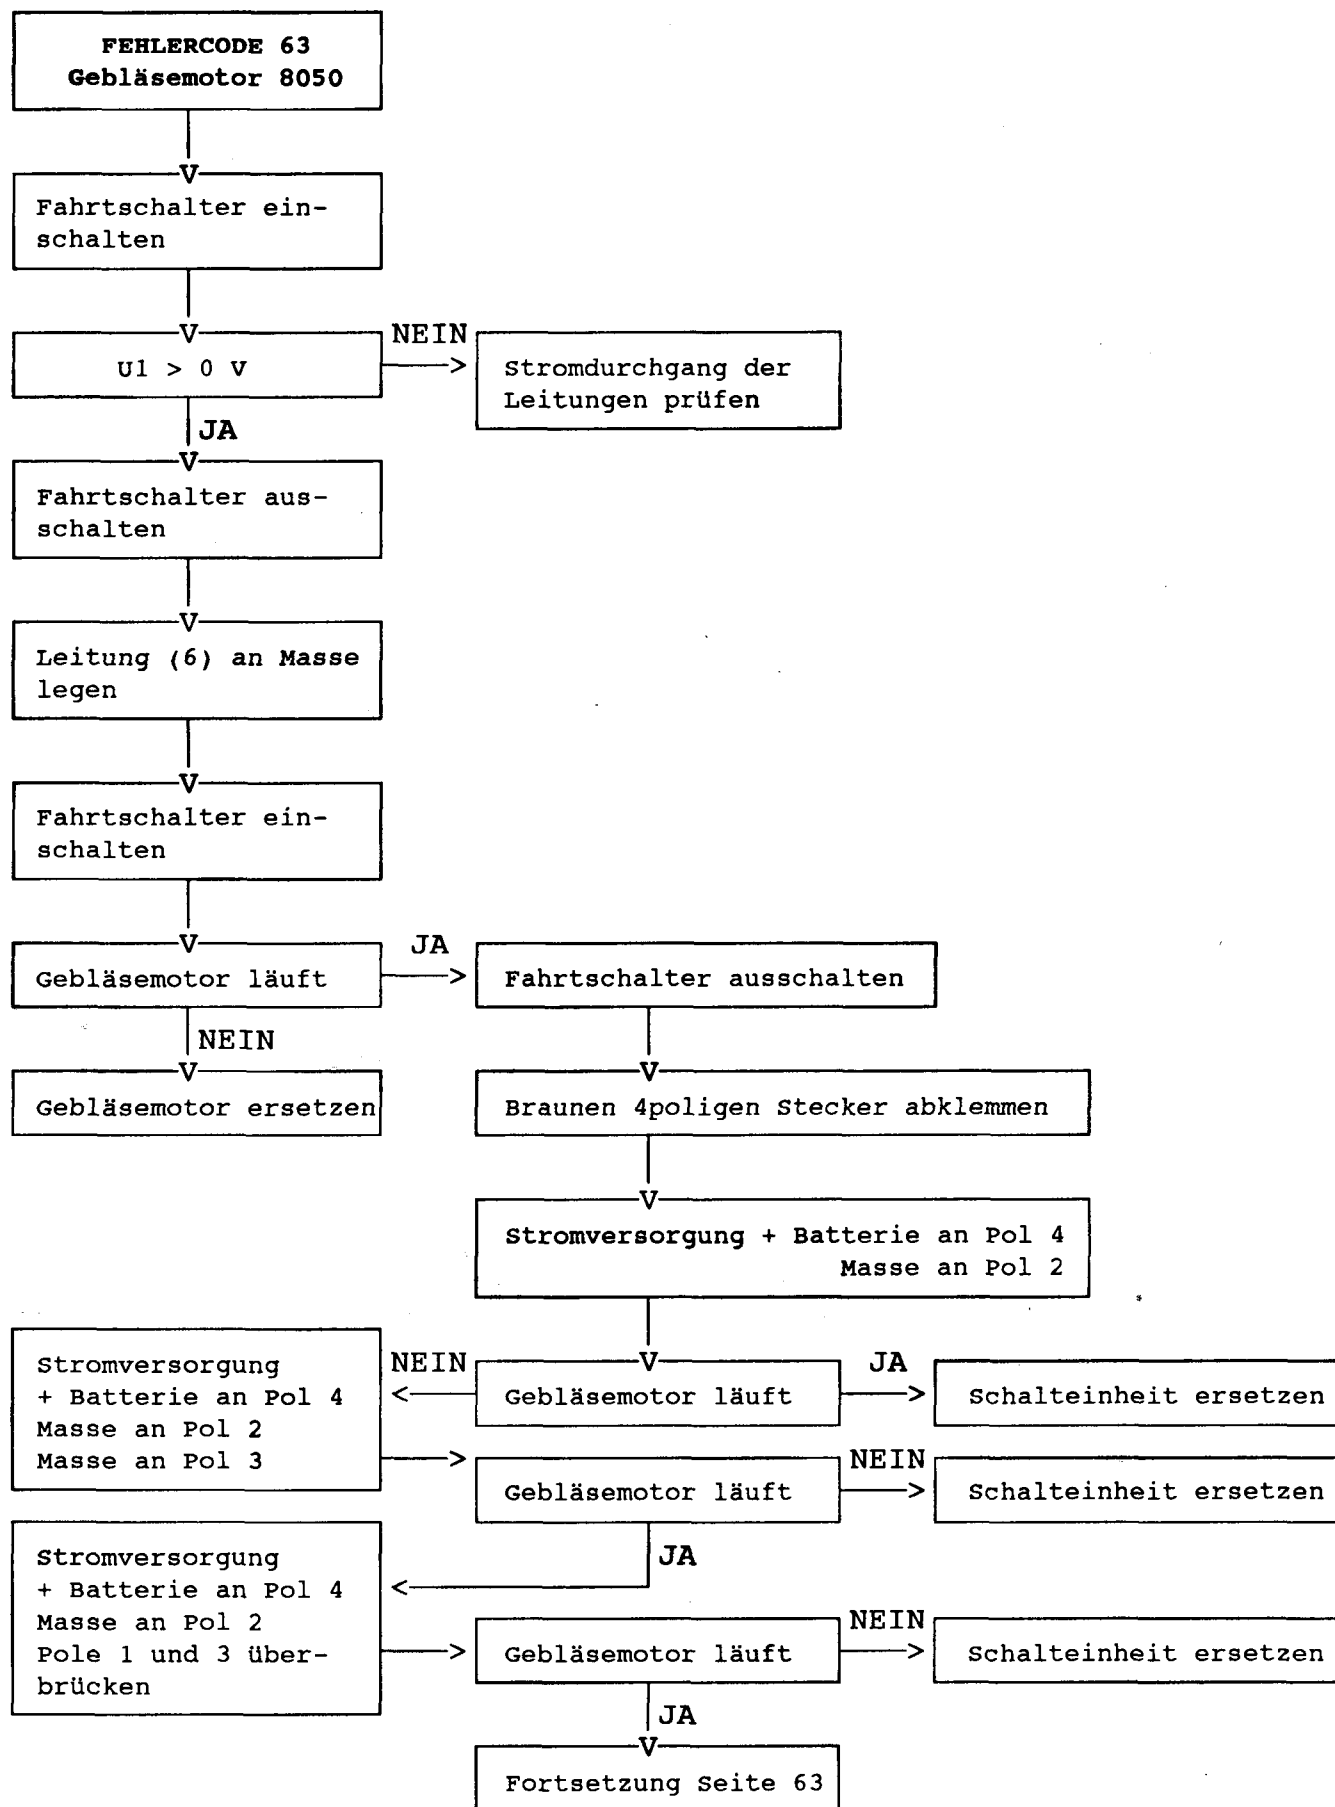 FEHLERCODE 63
Gebläsemotor 8050
Fahrtschalter ein-
schalten
U1 > 0 V
NEIN
Stromdurchgang der
Leitungen prüfen
JA
Fahrtschalter aus-
schalten
Leitung (6) an Masse
legen
Fahrtschalter ein-
schalten
Gebläsemotor läuft
JA
Fahrtschalter ausschalten
NEIN
Gebläsemotor ersetzen
Braunen 4poligen Stecker abklemmen
Stromversorgung + Batterie an Pol 4
Masse an Pol 2
Gebläsemotor läuft
JA
Schalteinheit ersetzen
NEIN
Stromversorgung
+ Batterie an Pol 4
Masse an Pol 2
Masse an Pol 3
Gebläsemotor läuft
NEIN
Schalteinheit ersetzen
JA
Stromversorgung
+ Batterie an Pol 4
Masse an Pol 2
Pole 1 und 3 über-
brücken
Gebläsemotor läuft
NEIN
Schalteinheit ersetzen
JA
Fortsetzung Seite 63